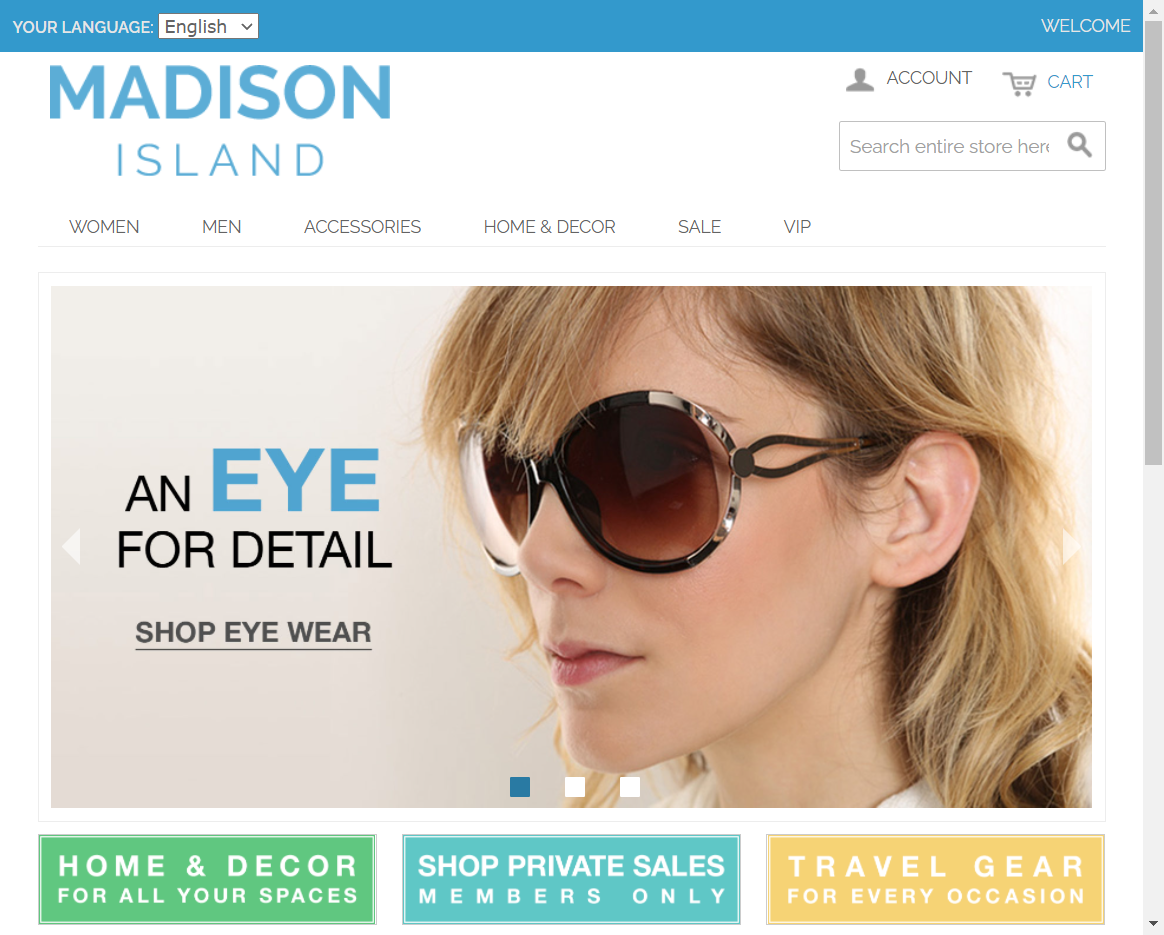 YOUR LANGUAGE: English
WELCOME
MADISON
ISLAND
ACCOUNT
CART
Search entire store here
WOMEN
MEN
ACCESSORIES
HOME & DECOR
SALE
VIP
AN EYE
FOR DETAIL
SHOP EYE WEAR
HOME & DECOR
FOR ALL YOUR SPACES
SHOP PRIVATE SALES
MEMBERS ONLY
TRAVEL GEAR
FOR EVERY OCCASION